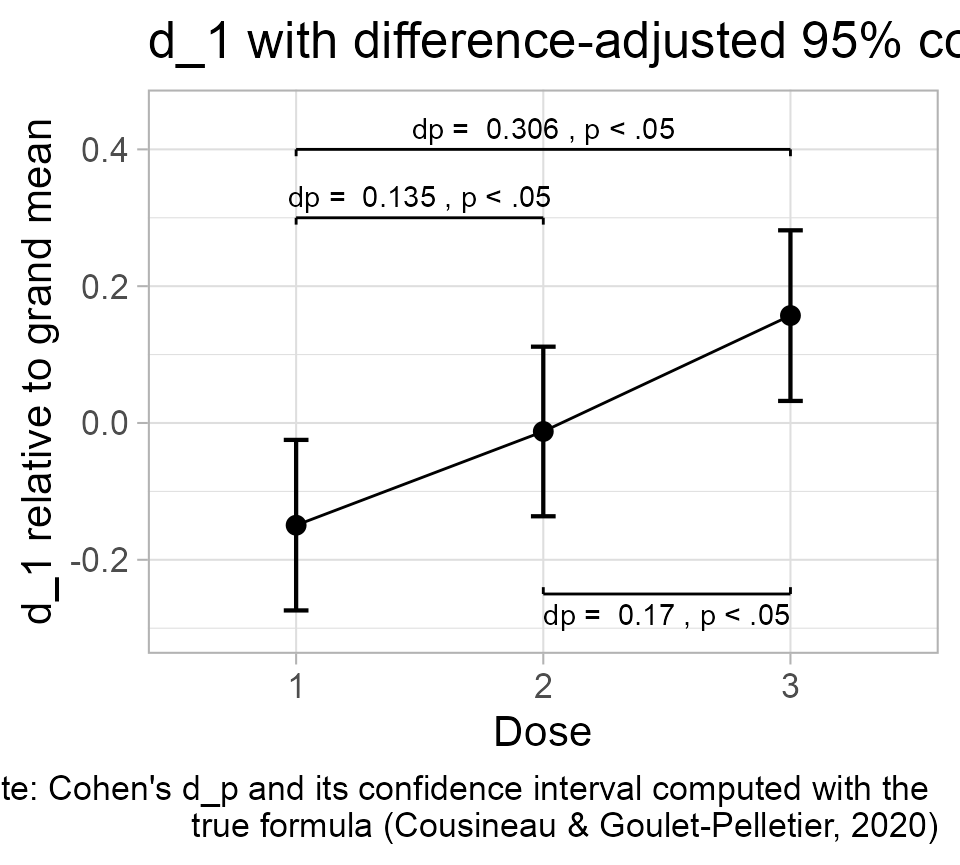 d_1 with difference-adjusted 95% co
d_1 relative to grand mean
0.4
0.2
0.0
-0.2
dp = 0.306 , p < .05
dp = 0.135 , p < .05
dp = 0.17 , p < .05
1 2 3
Dose
te: Cohen's d_p and its confidence interval computed with the
true formula (Cousineau & Goulet-Pelletier, 2020)